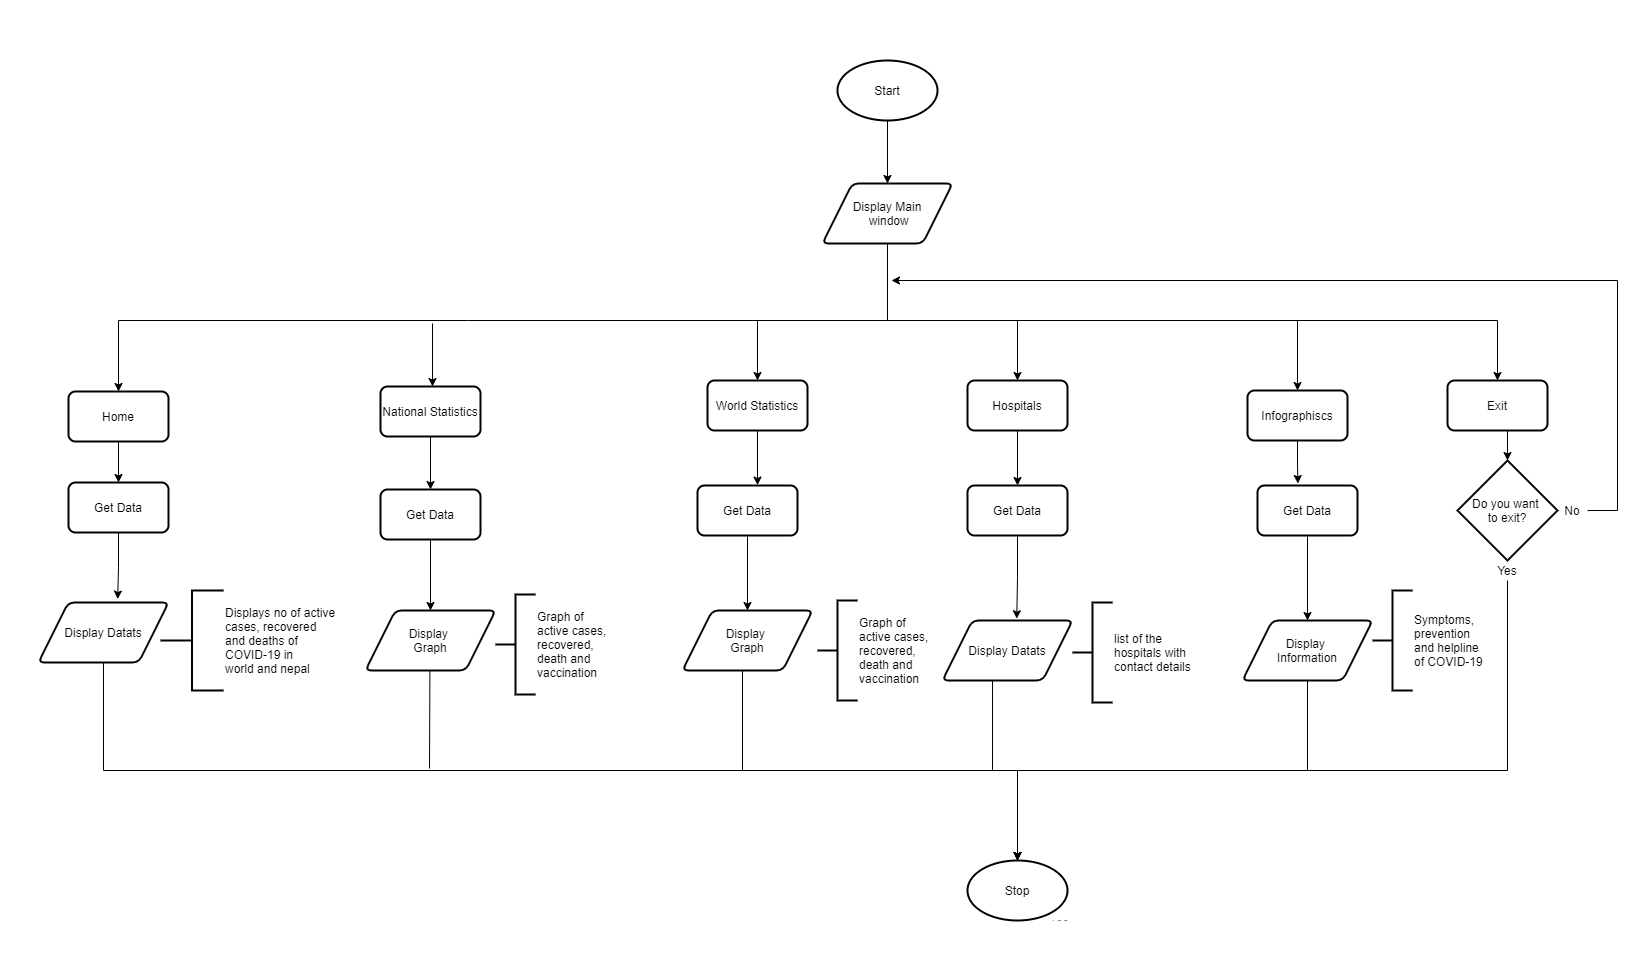 Start
Display Main
window
Home
National Statistics
World Statistics
Hospitals
Infographiscs
Exit
Get Data
Get Data
Get Data
Get Data
Get Data
Do you want
to exit?
No
Yes
Display Datats
Displays no of active
cases, recovered
and deaths of
COVID-19 in
world and nepal
Display
Graph
Graph of
active cases,
recovered,
death and
vaccination
Display
Graph
Graph of
active cases,
recovered,
death and
vaccination
Display Datats
list of the
hospitals with
contact details
Display
Information
Symptoms,
prevention
and helpline
of COVID-19
Stop